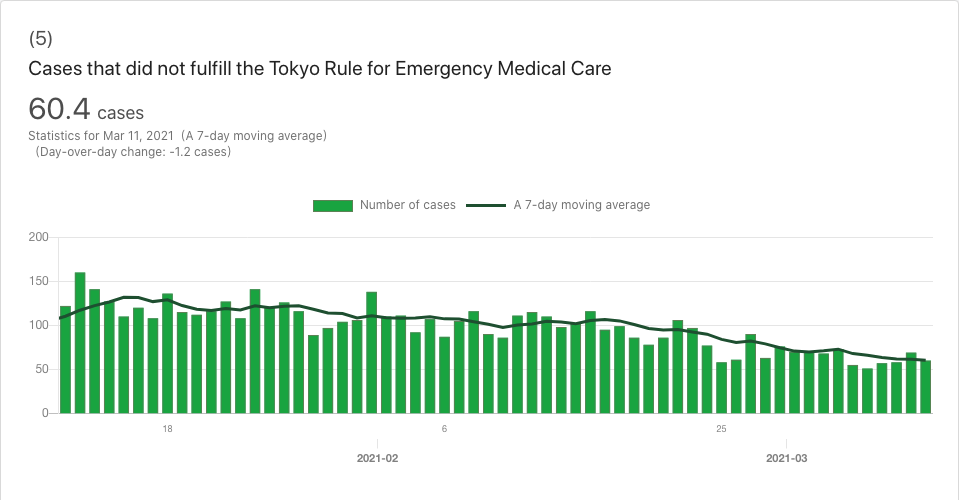 (5)
Cases that did not fulfill the Tokyo Rule for Emergency Medical Care
60.4 cases
Statistics for Mar 11, 2021 (A 7-day moving average)
(Day-over-day change: -1.2 cases)
Number of cases A 7-day moving average
200
150
100
50
0
18 6 25
2021-02 2021-03